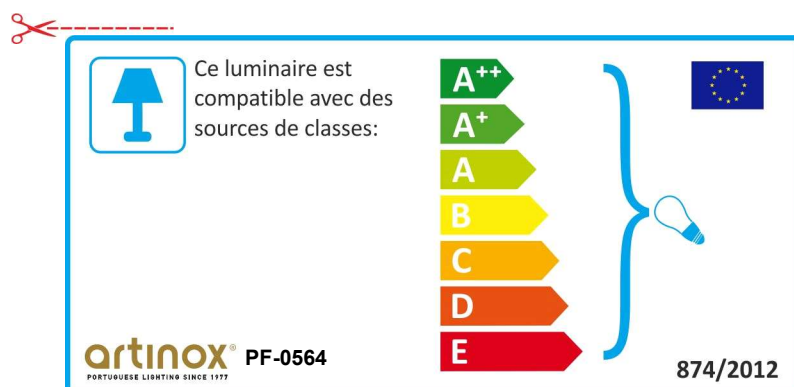 Ce luminaire est
compatible avec des
sources de classes:
A++
A+
A
B
C
D
E
artinox® PF-0564
PORTUGUESE LIGHTING SINCE 1977
874/2012